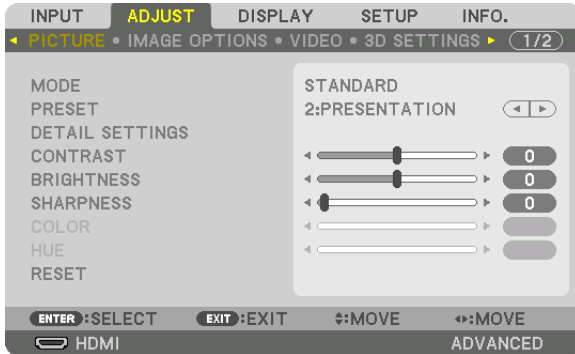 INPUT ADJUST DISPLAY SETUP INFO.
PICTURE • IMAGE OPTIONS • VIDEO • 3D SETTINGS 1/2
MODE STANDARD
PRESET 2:PRESENTATION
DETAIL SETTINGS
CONTRAST 0
BRIGHTNESS 0
SHARPNESS 0
COLOR
HUE
RESET
ENTER :SELECT EXIT :EXIT :MOVE :MOVE
HDMI ADVANCED